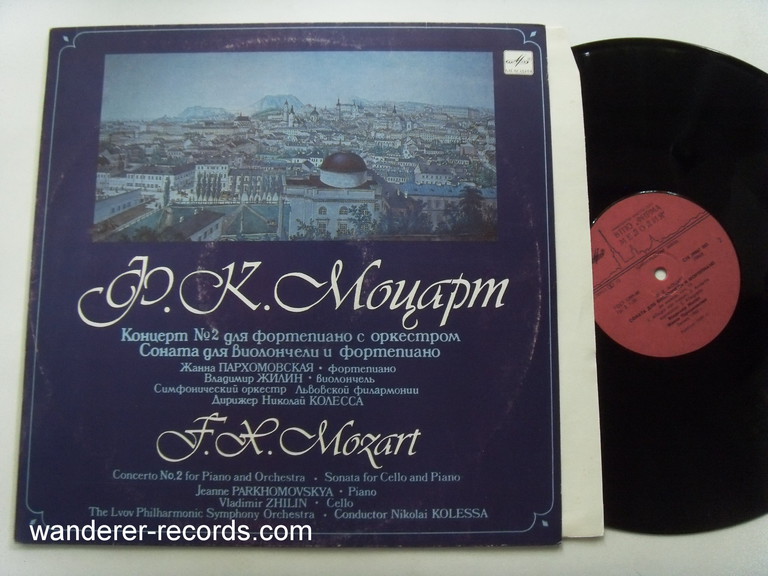 Ф.К. Моцарт
Концерт №2 для фортепиано с оркестром
Соната для виолончели и фортепиано
Жанна ПАРХОМОВСКАЯ • фортепиано
Владимир ЖИЛИН • виолончель
Симфонический оркестр Львовской филармонии
Дирижер Николай КОЛЕССА
F.X. Mozart
Concerto No.2 for Piano and Orchestra • Sonata for Cello and Piano
Jeanne PARKHOMOVSKYA • Piano
Vladimir ZHILIN • Cello
The Lvov Philharmonic Symphony Orchestra • Conductor Nikolai KOLESSA
wanderer-records.com